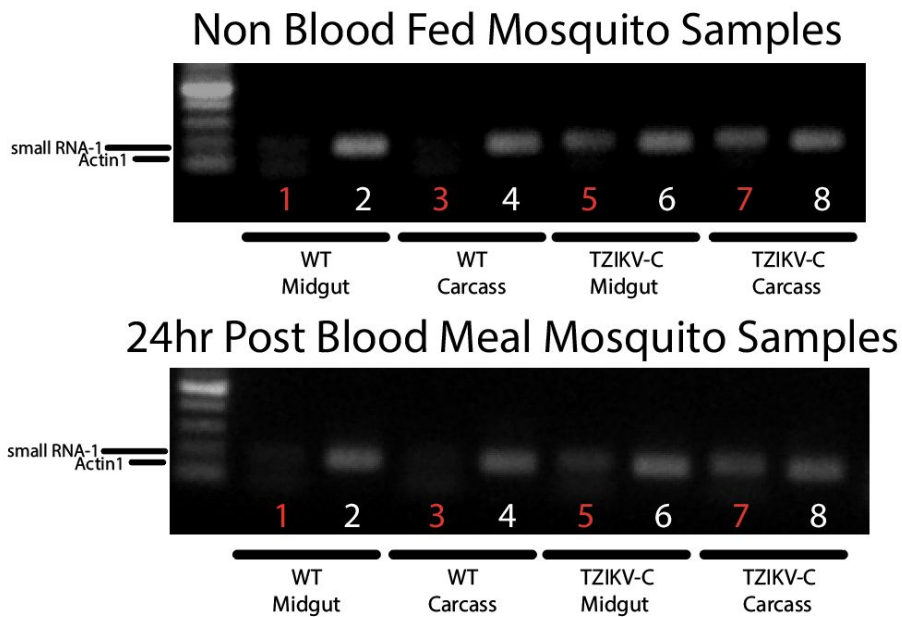 Non Blood Fed Mosquito Samples
small RNA-1
Actin1
1 2 3 4 5 6 7 8
WT WT TZIKV-C TZIKV-C
Midgut Carcass Midgut Carcass
24hr Post Blood Meal Mosquito Samples
small RNA-1
Actin1
1 2 3 4 5 6 7 8
WT WT TZIKV-C TZIKV-C
Midgut Carcass Midgut Carcass